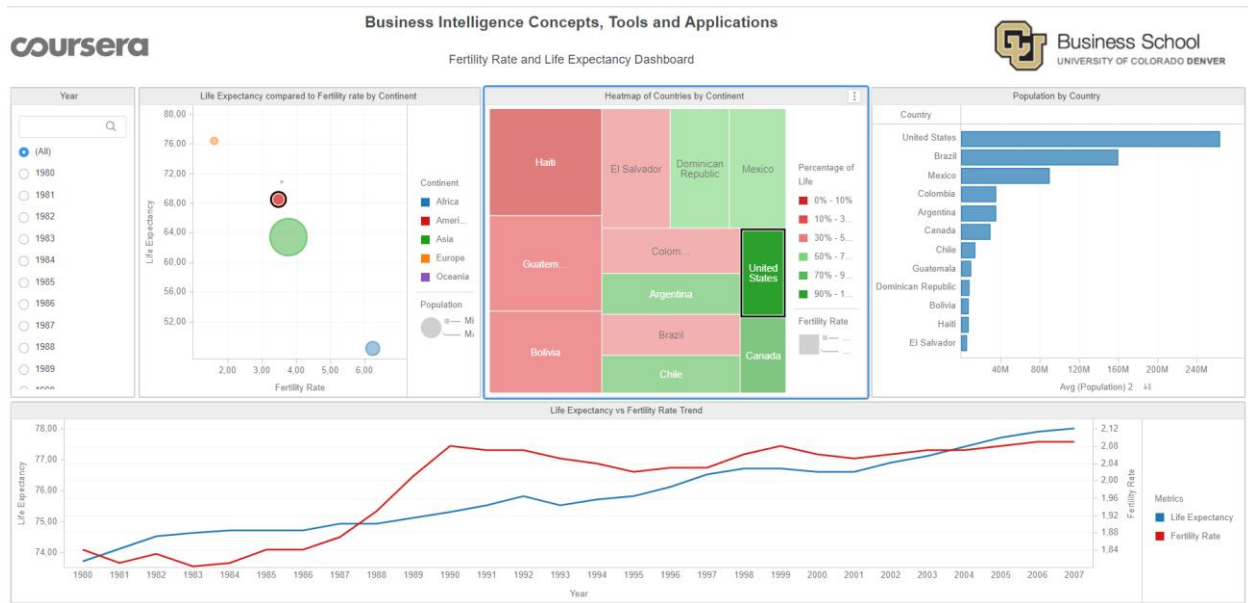 Business Intelligence Concepts, Tools and Applications
coursera
Fertility Rate and Life Expectancy Dashboard
Business School
UNIVERSITY OF COLORADO DENVER
Year
(All)
1980
1981
1982
1983
1984
1985
1986
1987
1988
1989
Life Expectancy compared to Fertility rate by Continent
Life Expectancy
80,00
76,00
72,00
68,00
64,00
60,00
56,00
52,00
2,00 3,00 4,00 5,00 6,00
Fertility Rate
Continent
Africa
Ameri...
Asia
Europe
Oceania
Population
Heatmap of Countries by Continent
Haiti
El Salvador
Dominican
Republic
Mexico
Guatem...
Colom...
Argentina
United
States
Bolivia
Brazil
Chile
Canada
Percentage of
Life
0% - 10%
10% - 3...
30% - 5...
50% - 7...
70% - 9...
90% - 1...
Fertility Rate
Population by Country
Country
United States
Brazil
Mexico
Colombia
Argentina
Canada
Chile
Guatemala
Dominican Republic
Bolivia
Haiti
El Salvador
40M 80M 120M 160M 200M 240M
Avg (Population) 2
Life Expectancy vs Fertility Rate Trend
Life Expectancy
78,00
77,00
76,00
75,00
74,00
1980 1981 1982 1983 1984 1985 1986 1987 1988 1989 1990 1991 1992 1993 1994 1995 1996 1997 1998 1999 2000 2001 2002 2003 2004 2005 2006 2007
Year
2,12
2,08
2,04
2,00
1,96
1,92
1,88
1,84
Fertility Rate
Metrics
Life Expectancy
Fertility Rate